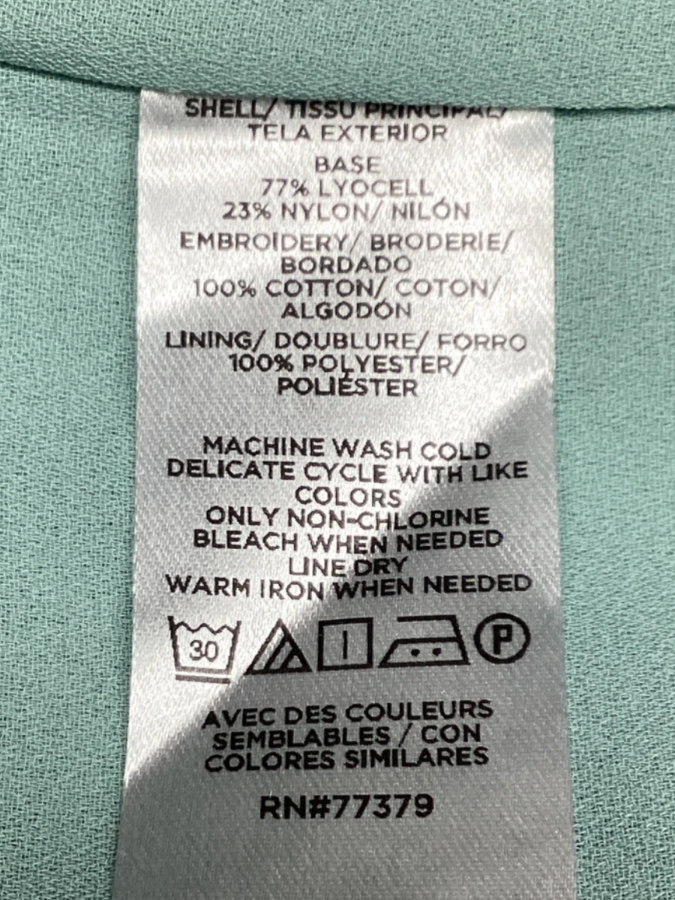 SHELL/ TISSU PRINCIPAL/
TELA EXTERIOR
BASE
77% LYOCELL
23% NYLON/ NILÓN
EMBROIDERY/ BRODERIE/
BORDADO
100% COTTON/ COTON/
ALGODÓN
LINING/ DOUBLURE/ FORRO
100% POLYESTER/
POLIÉSTER
MACHINE WASH COLD
DELICATE CYCLE WITH LIKE
COLORS
ONLY NON-CHLORINE
BLEACH WHEN NEEDED
LINE DRY
WARM IRON WHEN NEEDED
30 P
AVEC DES COULEURS
SEMBLABLES / CON
COLORES SIMILARES
RN#77379